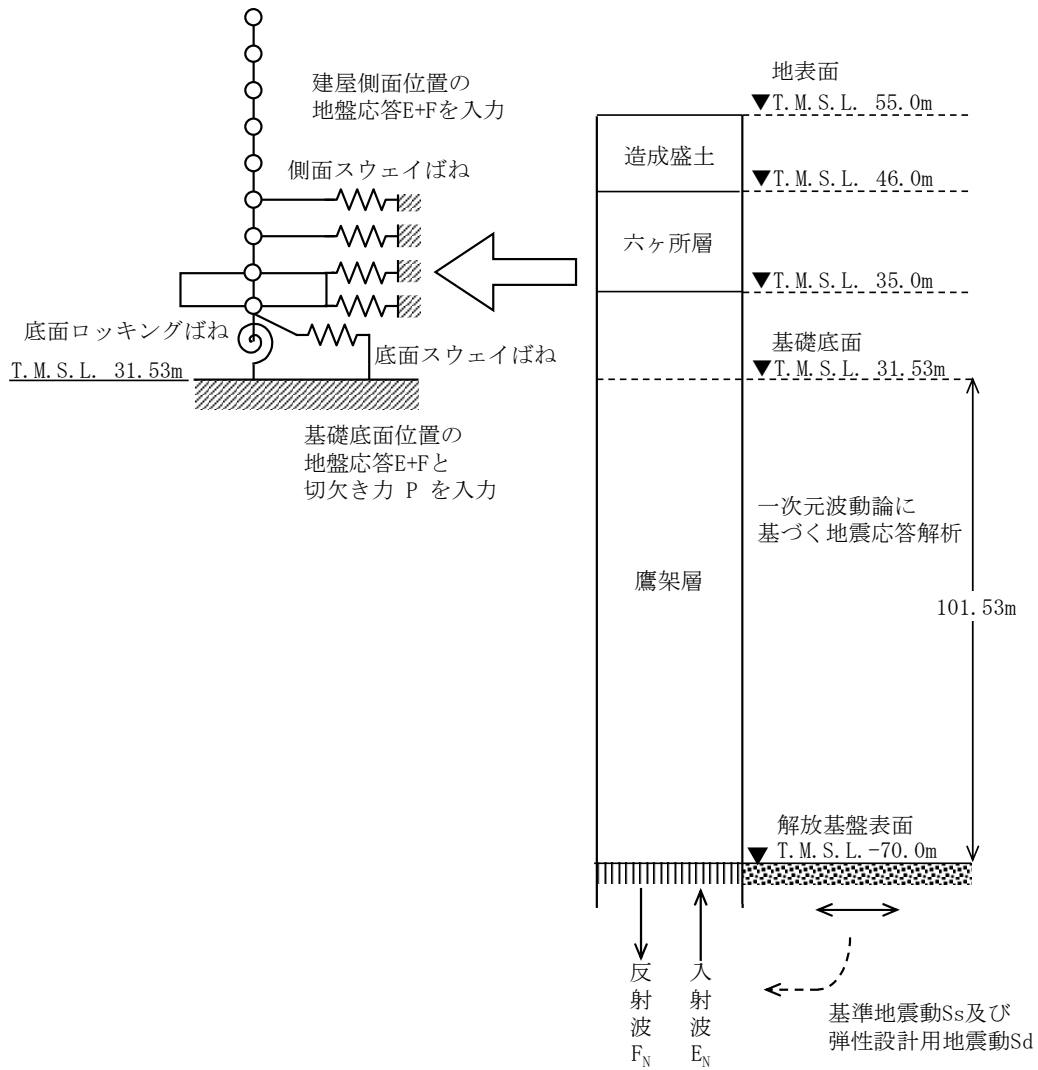 建屋側面位置の
地盤応答E+Fを入力
側面スウェイばね
底面ロッキングばね
底面スウェイばね
T.M.S.L. 31.53m
基礎底面位置の
地盤応答E+Fと
切欠き力 P を入力
地表面
▼T.M.S.L. 55.0m
造成盛土
▼T.M.S.L. 46.0m
六ヶ所層
▼T.M.S.L. 35.0m
基礎底面
▼T.M.S.L. 31.53m
一次元波動論に
基づく地震応答解析
鷹架層
101.53m
解放基盤表面
▼T.M.S.L.-70.0m
反射波FN
入射波EN
基準地震動Ss及び
弾性設計用地震動Sd